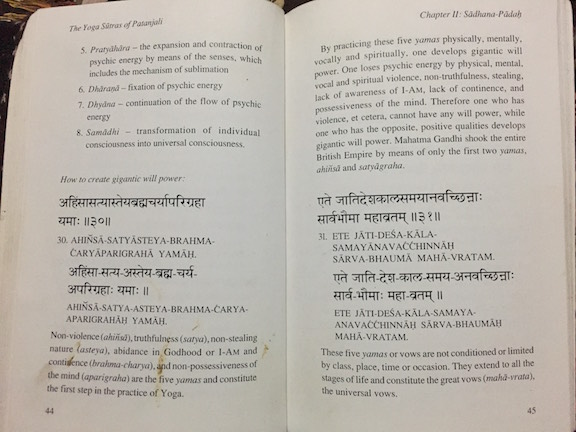 The Yoga Sūtras of Patanjali
5. Pratyāhāra – the expansion and contraction of
psychic energy by means of the senses, which
includes the mechanism of sublimation
6. Dhāraṇā – fixation of psychic energy
7. Dhyāna – continuation of the flow of psychic
energy
8. Samādhi – transformation of individual
consciousness into universal consciousness.
How to create gigantic will power:
अहिंसासत्यास्तेयब्रह्मचर्यापरिग्रहा
यमाः ॥३०॥
30. AHIṄSĀ-SATYĀSTEYA-BRAHMA-
ĊARYĀPARIGRAHĀ YAMĀḤ.
अहिंसा-सत्य-अस्तेय-ब्रह्म-चर्य-
अपरिग्रहाः यमाः ॥
AHIṄSĀ-SATYA-ASTEYA-BRAHMA-ĊARYA-
APARIGRAHĀḤ YAMĀḤ.
Non-violence (ahiṅsā), truthfulness (satya), non-stealing
nature (asteya), abidance in Godhood or I-AM and
continence (brahma-charya), and non-possessiveness of
the mind (aparigraha) are the five yamas and constitute
the first step in the practice of Yoga.
44
Chapter II: Sādhana-Pādaḥ
By practicing these five yamas physically, mentally,
vocally and spiritually, one develops gigantic will
power. One loses psychic energy by physical, mental,
vocal and spiritual violence, non-truthfulness, stealing,
lack of awareness of I-AM, lack of continence, and
possessiveness of the mind. Therefore one who has
violence, et cetera, cannot have any will power, while
one who has the opposite, positive qualities develops
gigantic will power. Mahatma Gandhi shook the entire
British Empire by means of only the first two yamas,
ahiṅsā and satyāgraha.
एते जातिदेशकालसमयानवच्छिन्नाः
सार्वभौमा महाव्रतम् ॥३१॥
31. ETE JĀTI-DEŚA-KĀLA-
SAMAYĀNAVAĊĊHINNĀḤ
SĀRVA-BHAUMĀ MAHĀ-VRATAM.
एते जाति-देश-काल-समय-अनवच्छिन्नाः
सार्व-भौमाः महा-व्रतम् ॥
ETE JĀTI-DEŚA-KĀLA-SAMAYA-
ANAVAĊĊHINNĀḤ SĀRVA-BHAUMĀḤ
MAHĀ-VRATAM.
These five yamas or vows are not conditioned or limited
by class, place, time or occasion. They extend to all the
stages of life and constitute the great vows (mahā-vrata),
the universal vows.
45